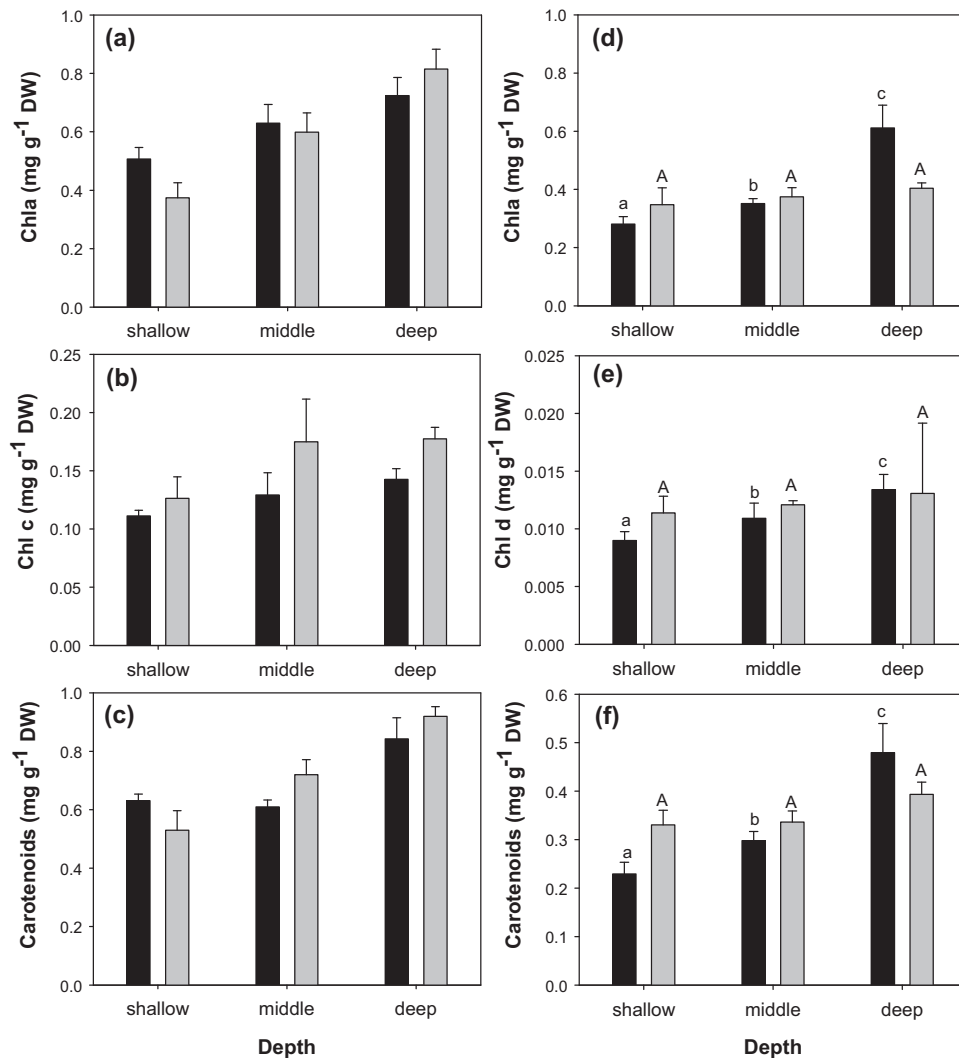 (a)
Chla (mg g-1 DW)
1.0
0.8
0.6
0.4
0.2
0.0
shallow middle deep
(d)
Chla (mg g-1 DW)
1.0
0.8
0.6
0.4
0.2
0.0
a A b A c A
shallow middle deep
(b)
Chl c (mg g-1 DW)
0.25
0.20
0.15
0.10
0.05
0.00
shallow middle deep
(e)
Chl d (mg g-1 DW)
0.025
0.020
0.015
0.010
0.005
0.000
a A b A c A
shallow middle deep
(c)
Carotenoids (mg g-1 DW)
1.0
0.8
0.6
0.4
0.2
0.0
shallow middle deep
Depth
(f)
Carotenoids (mg g-1 DW)
0.6
0.5
0.4
0.3
0.2
0.1
0.0
a A b A c A
shallow middle deep
Depth